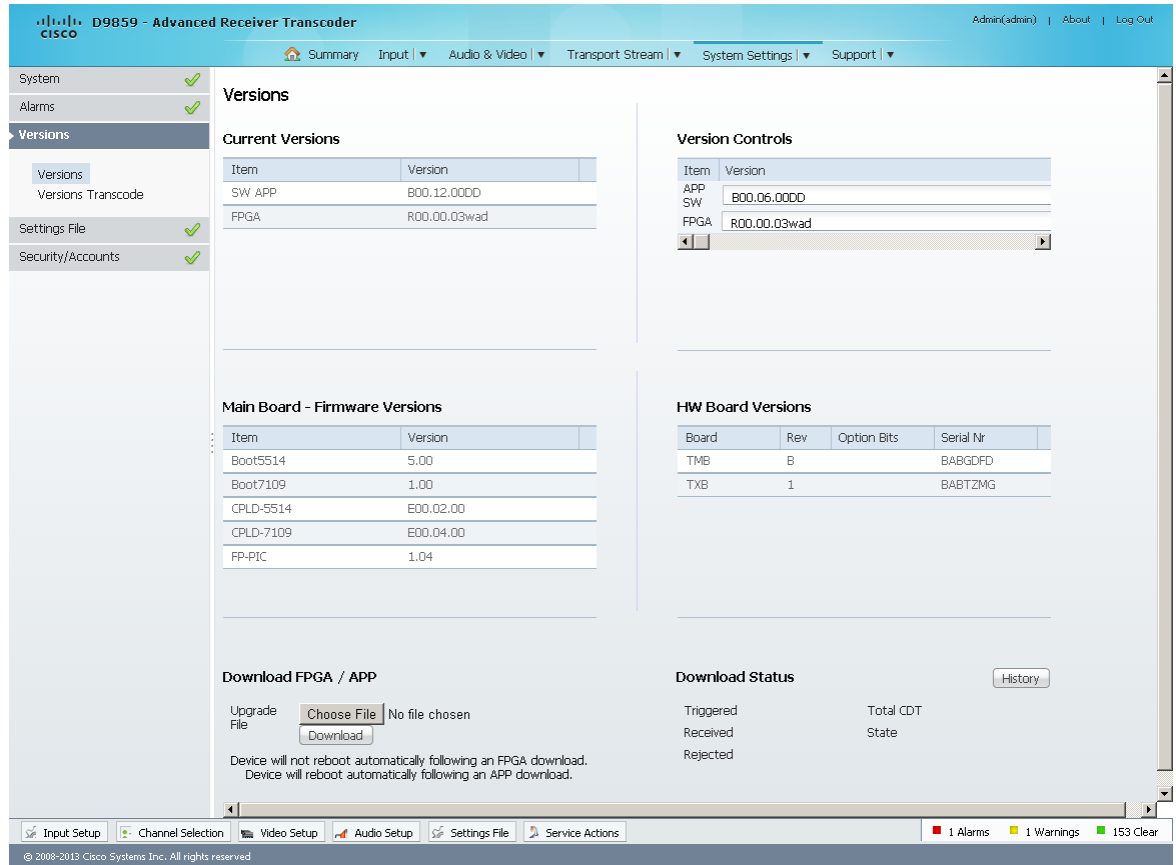 CISCO D9859 - Advanced Receiver Transcoder
Admin(admin) | About | Log Out
Summary Input Audio & Video Transport Stream System Settings Support
System
Alarms
Versions
Versions
Versions Transcode
Settings File
Security/Accounts
Versions
Current Versions
Item Version
SW APP B00.12.00DD
FPGA R00.00.03wad
Version Controls
Item Version
APP SW B00.06.00DD
FPGA R00.00.03wad
Main Board - Firmware Versions
Item Version
Boot5514 5.00
Boot7109 1.00
CPLD-5514 E00.02.00
CPLD-7109 E00.04.00
FP-PIC 1.04
HW Board Versions
Board Rev Option Bits Serial Nr
TMB B BABGDFD
TXB 1 BABTZMG
Download FPGA / APP
Upgrade File Choose File No file chosen
Download
Device will not reboot automatically following an FPGA download.
Device will reboot automatically following an APP download.
Download Status History
Triggered Total CDT
Received State
Rejected
Input Setup Channel Selection Video Setup Audio Setup Settings File Service Actions
1 Alarms 1 Warnings 153 Clear
© 2008-2013 Cisco Systems Inc. All rights reserved